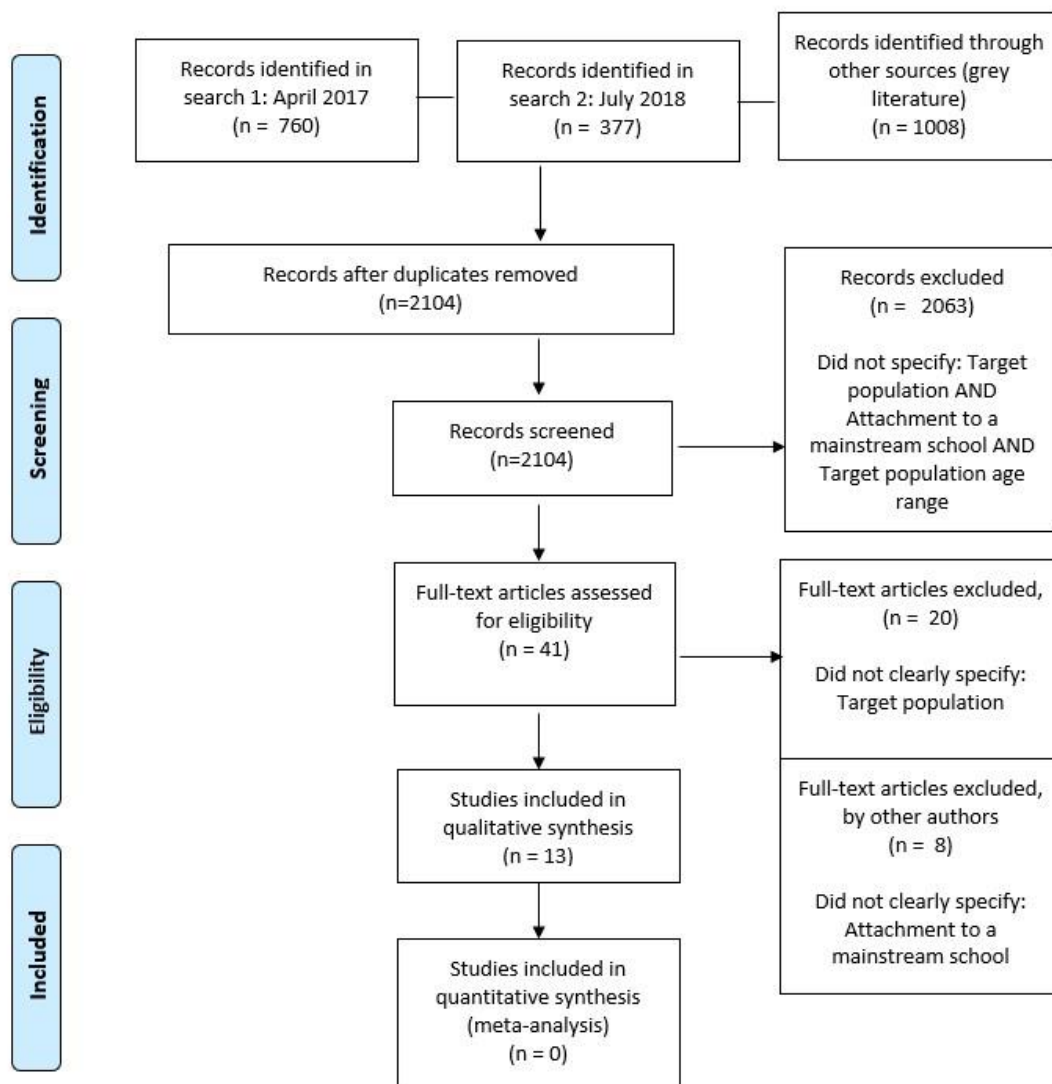 Identification
Records identified in
search 1: April 2017
(n = 760)
Records identified in
search 2: July 2018
(n = 377)
Records identified through
other sources (grey
literature)
(n = 1008)
Records after duplicates removed
(n=2104)
Screening
Records screened
(n=2104)
Records excluded
(n = 2063)
Did not specify: Target
population AND
Attachment to a
mainstream school AND
Target population age
range
Eligibility
Full-text articles assessed
for eligibility
(n = 41)
Full-text articles excluded,
(n = 20)
Did not clearly specify:
Target population
Studies included in
qualitative synthesis
(n = 13)
Full-text articles excluded,
by other authors
(n = 8)
Did not clearly specify:
Attachment to a
mainstream school
Included
Studies included in
quantitative synthesis
(meta-analysis)
(n = 0)